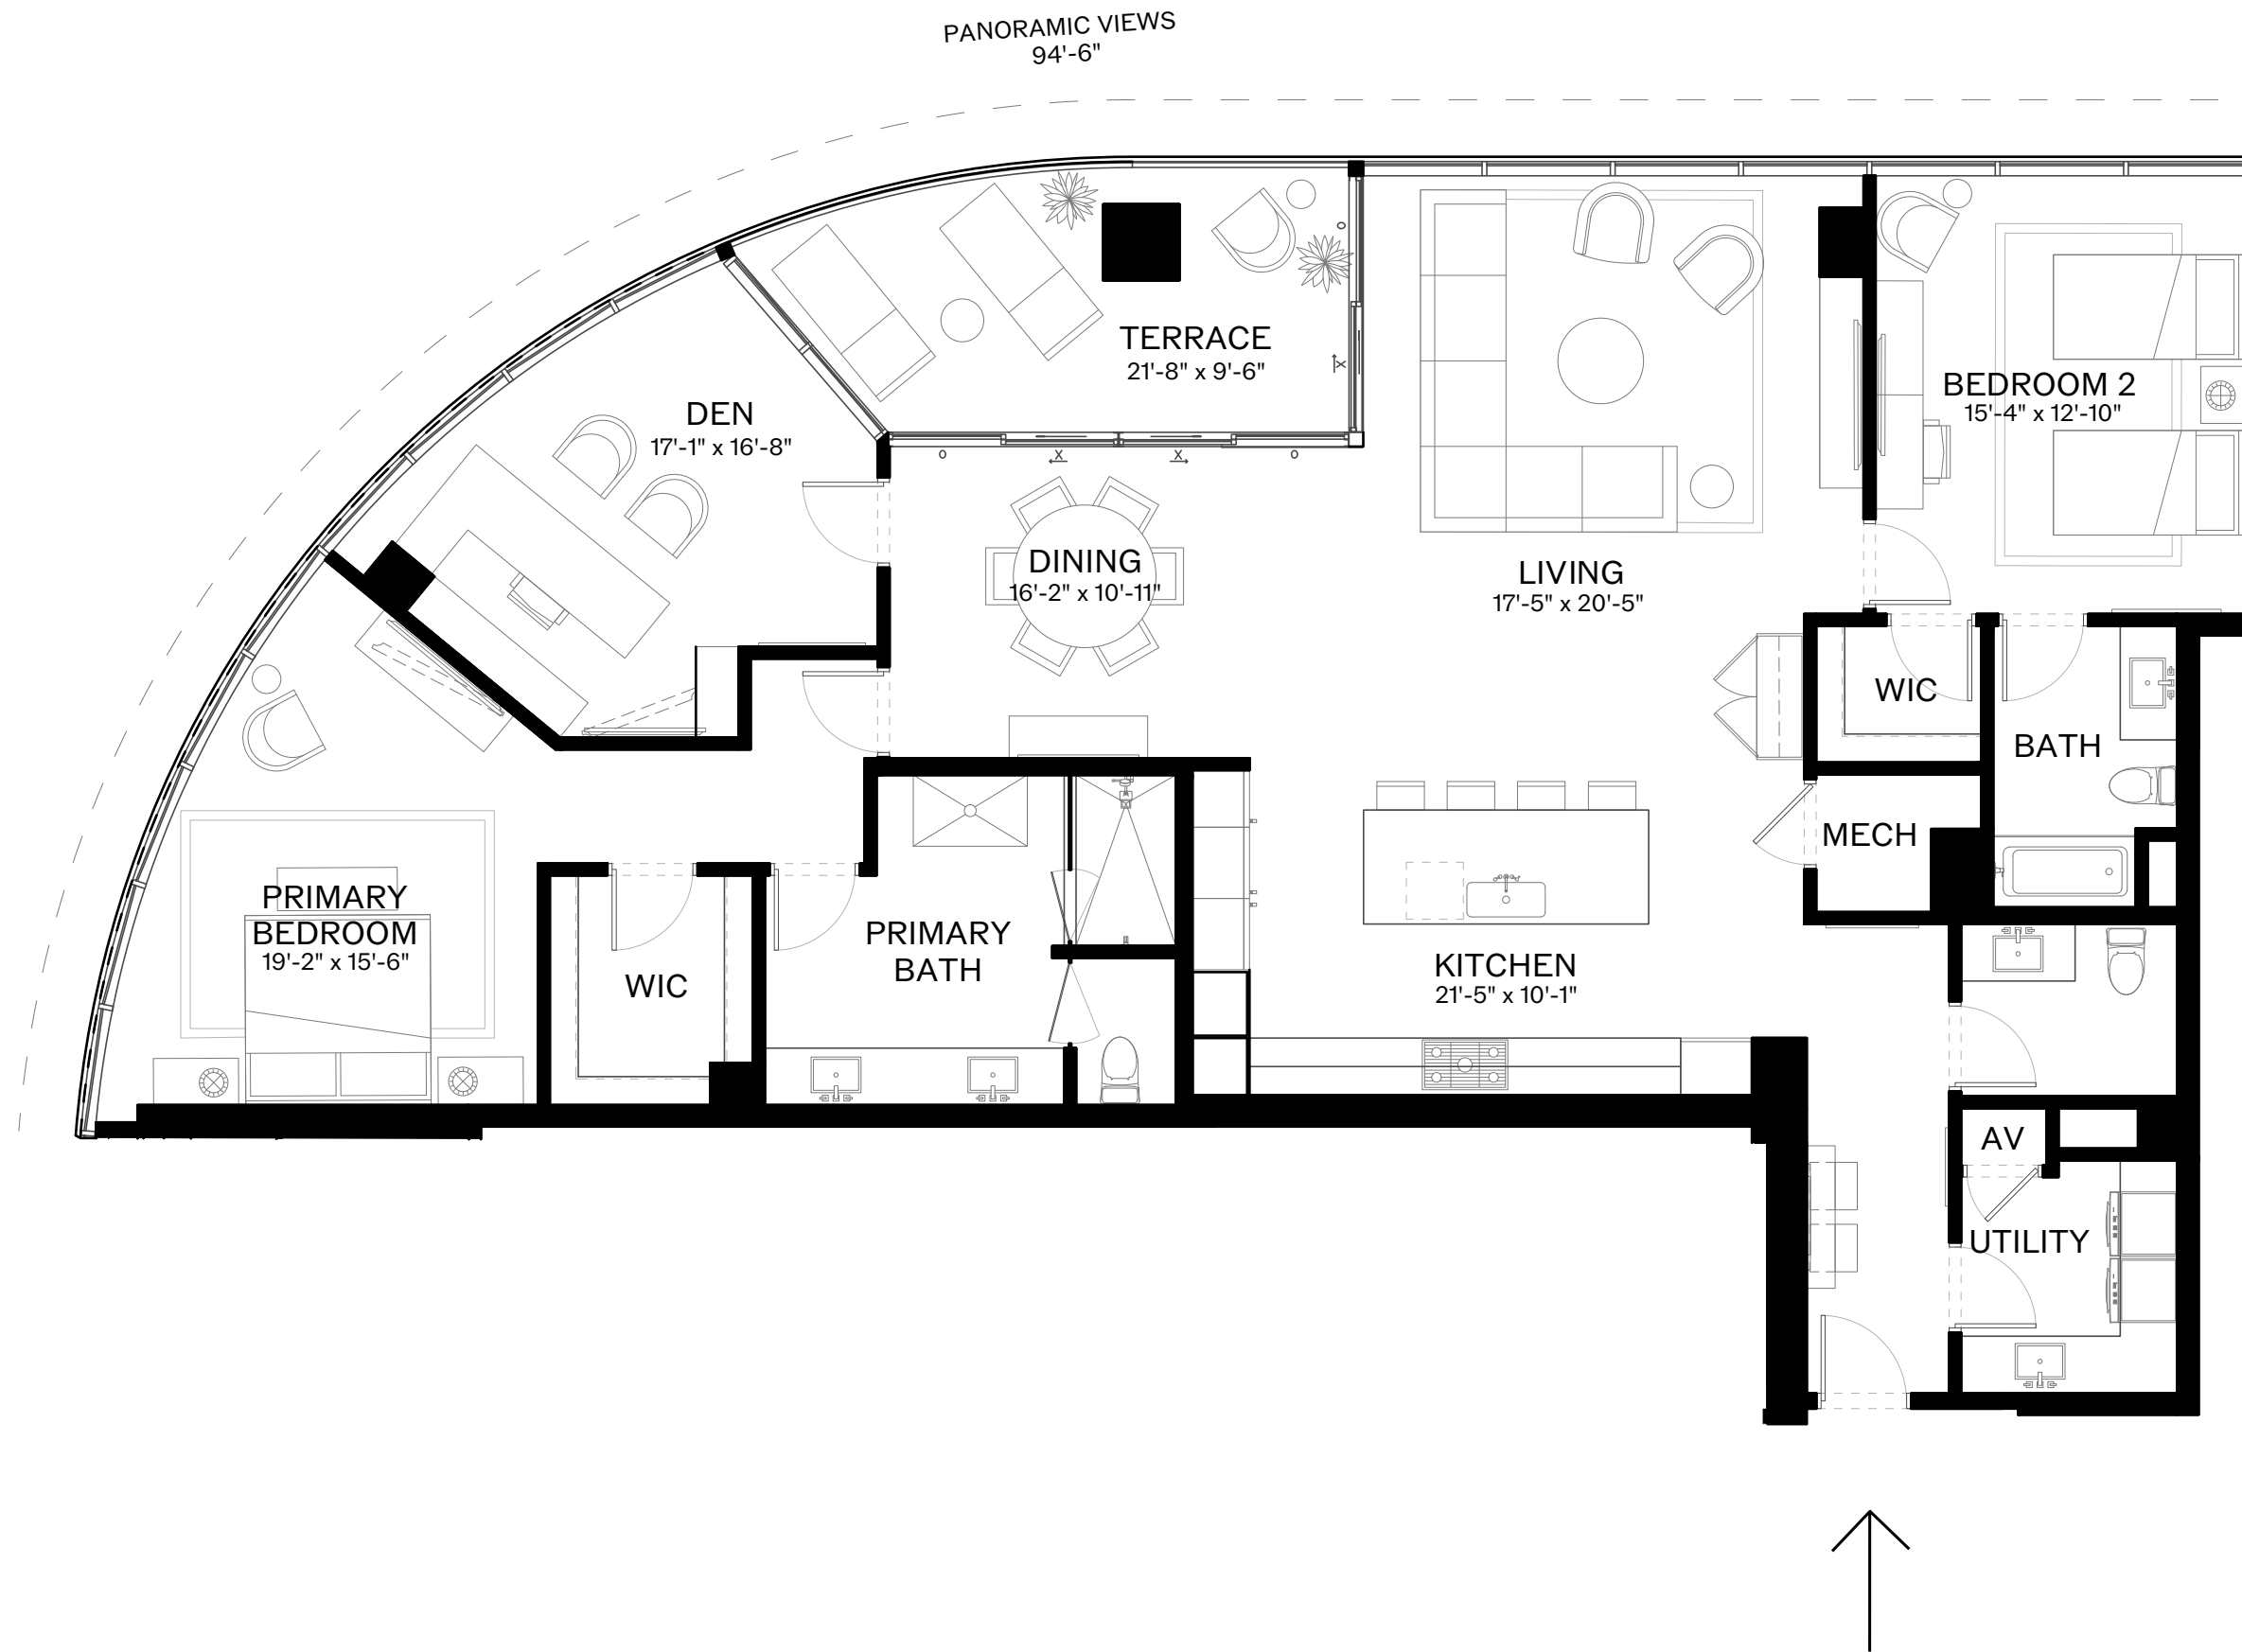 PANORAMIC VIEWS
94'-6"
TERRACE
21'-8" x 9'-6"
O
X
DEN
17'-1" x 16'-8"
BEDROOM 2
15'-4" x 12'-10"
O
X
X
O
DINING
16'-2" x 10'-11"
LIVING
17'-5" x 20'-5"
WIC
BATH
MECH
PRIMARY
BEDROOM
19'-2" x 15'-6"
WIC
PRIMARY
BATH
KITCHEN
21'-5" x 10'-1"
AV
UTILITY